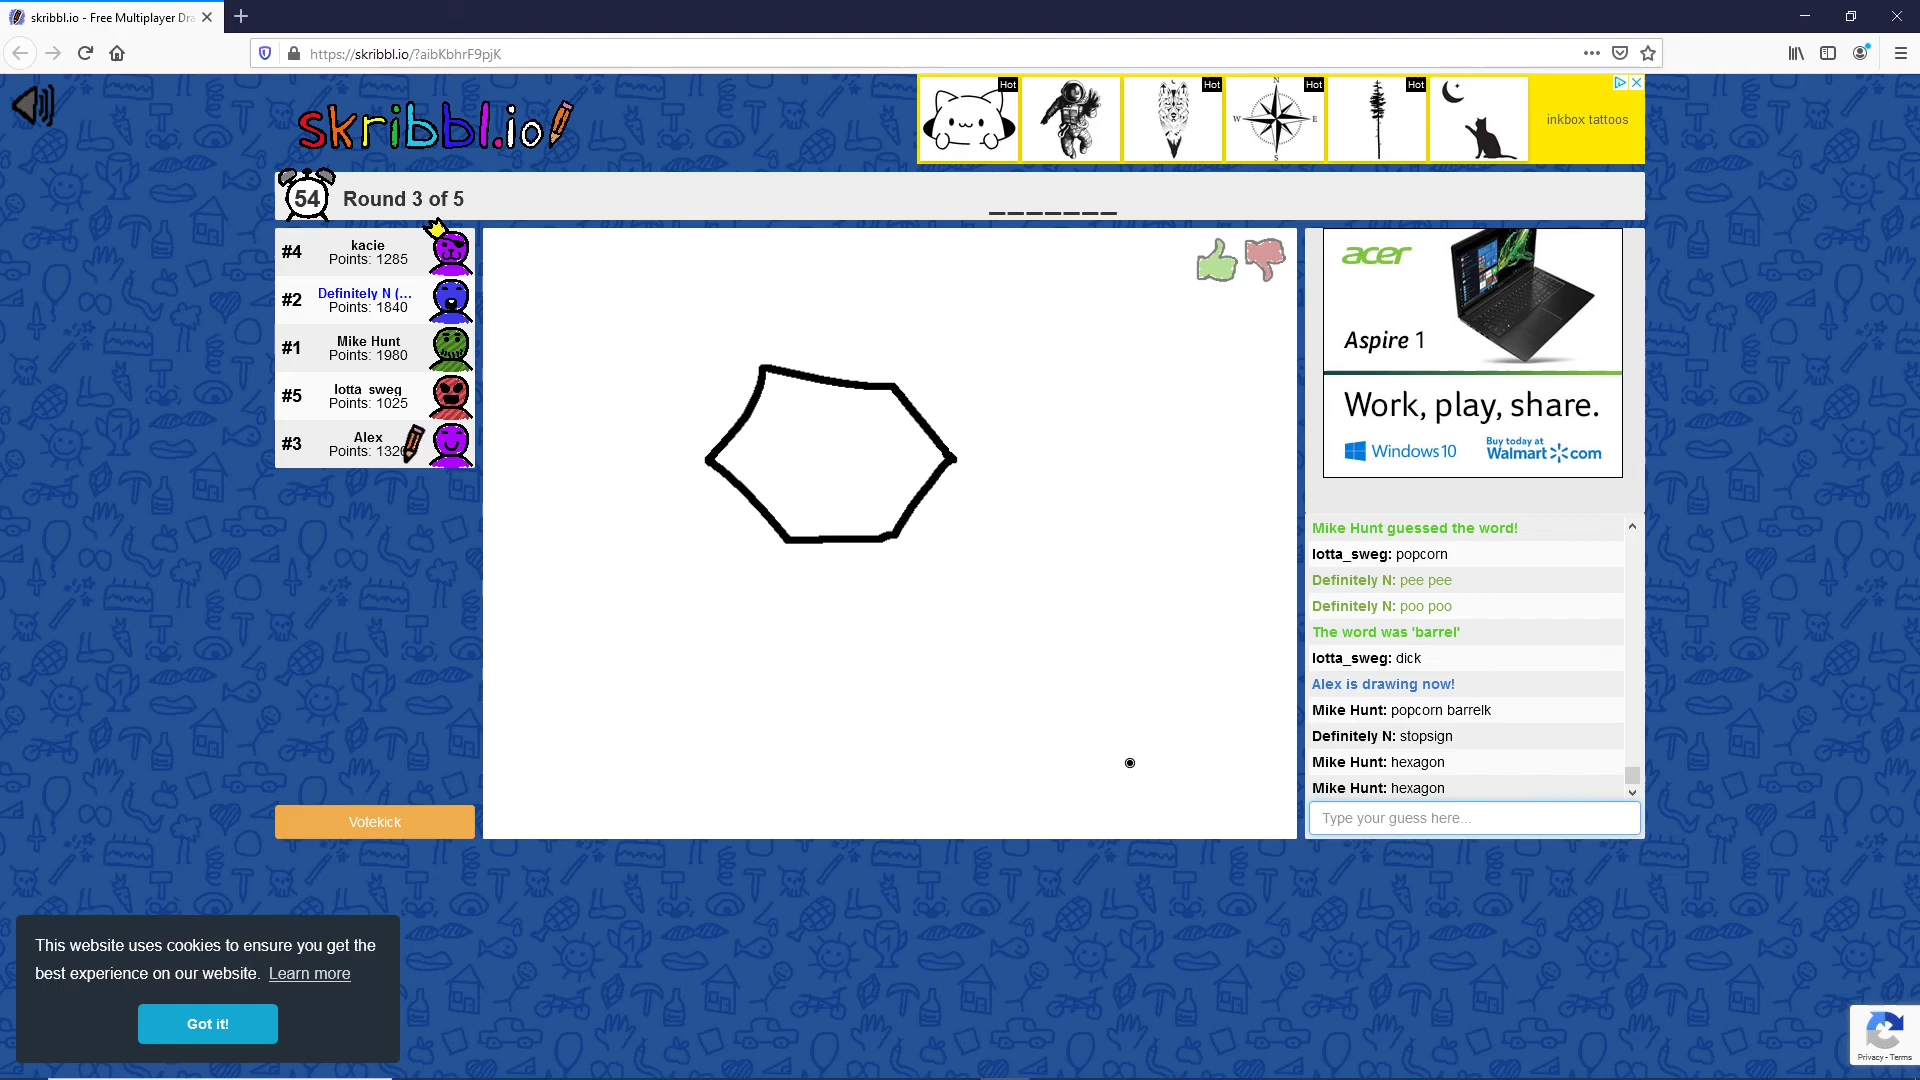 skribbl.io - Free Multiplayer Dra
https://skribbl.io/?aibKbhrF9pjK
skribbl.io
Hot
Hot
Hot
Hot
N
W
E
S
inkbox tattoos
54
Round 3 of 5
_______
#4
kacie
Points: 1285
#2
Definitely N (...
Points: 1840
#1
Mike Hunt
Points: 1980
#5
lotta_sweg
Points: 1025
#3
Alex
Points: 1320
Votekick
acer
Aspire 1
Work, play, share.
Windows 10
Buy today at
Walmart.com
Mike Hunt guessed the word!
lotta_sweg: popcorn
Definitely N: pee pee
Definitely N: poo poo
The word was 'barrel'
lotta_sweg: dick
Alex is drawing now!
Mike Hunt: popcorn barrelk
Definitely N: stopsign
Mike Hunt: hexagon
Mike Hunt: hexagon
Type your guess here...
This website uses cookies to ensure you get the
best experience on our website. Learn more
Got it!
Privacy - Terms